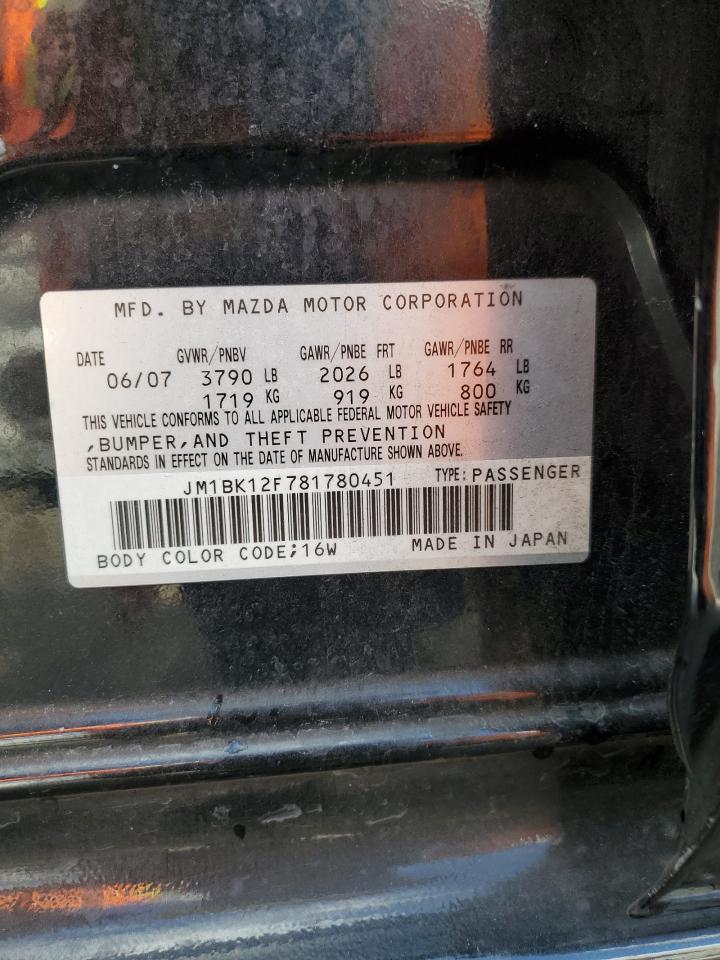 MFD. BY MAZDA MOTOR CORPORATION
DATE GVWR/PNBV GAWR/PNBE FRT GAWR/PNBE RR
06/07 3790 LB 2026 LB 1764 LB
1719 KG 919 KG 800 KG
THIS VEHICLE CONFORMS TO ALL APPLICABLE FEDERAL MOTOR VEHICLE SAFETY
,BUMPER,AND THEFT PREVENTION
STANDARDS IN EFFECT ON THE DATE OF MANUFACTURE SHOWN ABOVE.
JM1BK12F781780451 TYPE: PASSENGER
BODY COLOR CODE;16W MADE IN JAPAN